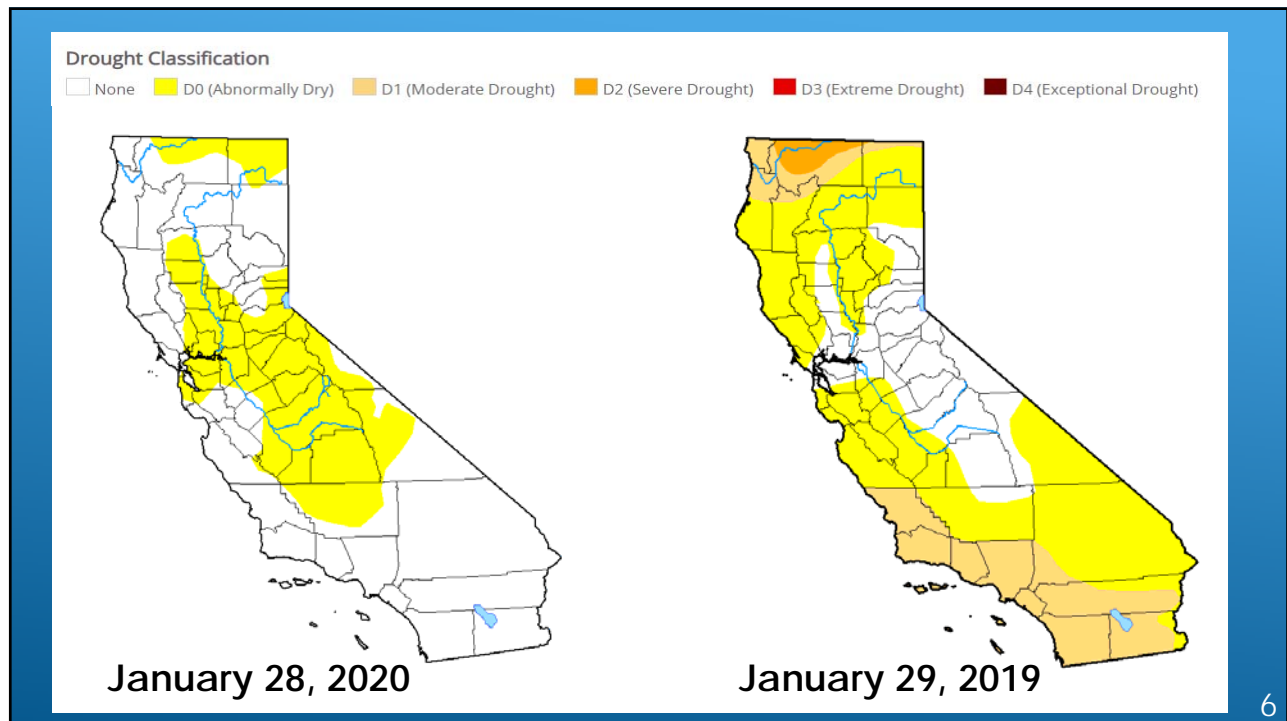 Drought Classification
None D0 (Abnormally Dry) D1 (Moderate Drought) D2 (Severe Drought) D3 (Extreme Drought) D4 (Exceptional Drought)
January 28, 2020
January 29, 2019
6